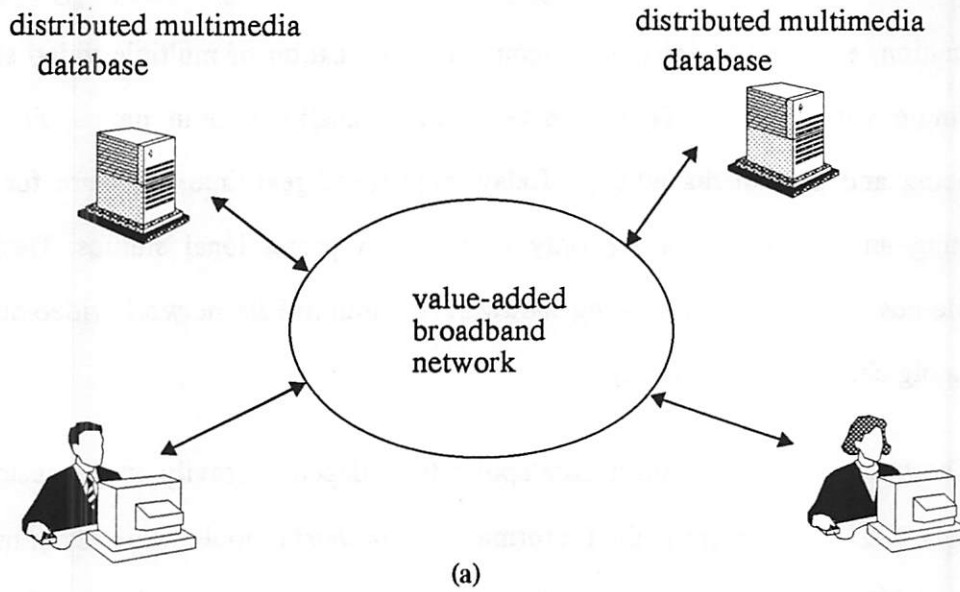 distributed multimedia
database
distributed multimedia
database
value-added
broadband
network
(a)